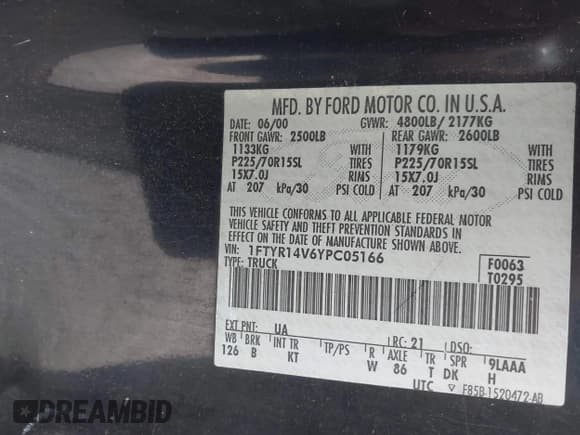 MFD. BY FORD MOTOR CO. IN U.S.A.
DATE: 06/00 GVWR: 4800LB/ 2177KG
FRONT GAWR: 2500LB REAR GAWR: 2600LB
1133KG WITH 1179KG WITH
P225/70R15SL TIRES P225/70R15SL TIRES
15X7.0J RIMS 15X7.0J RIMS
AT 207 kPa/30 PSI COLD AT 207 kPa/30 PSI COLD
THIS VEHICLE CONFORMS TO ALL APPLICABLE FEDERAL MOTOR
VEHICLE SAFETY AND THEFT PREVENTION STANDARDS IN
EFFECT ON THE DATE OF MANUFACTURE SHOWN ABOVE.
VIN: 1FTYR14V6YPC05166
TYPE: TRUCK
F0063
T0295
EXT PNT: UA RC: 21 DSO:
WB BRK INT TR TP/PS R AXLE TR SPR 9LAAA
126 B KT W 86 T DK H
UTC ▽ F85B-1520472-AB
DREAMBID